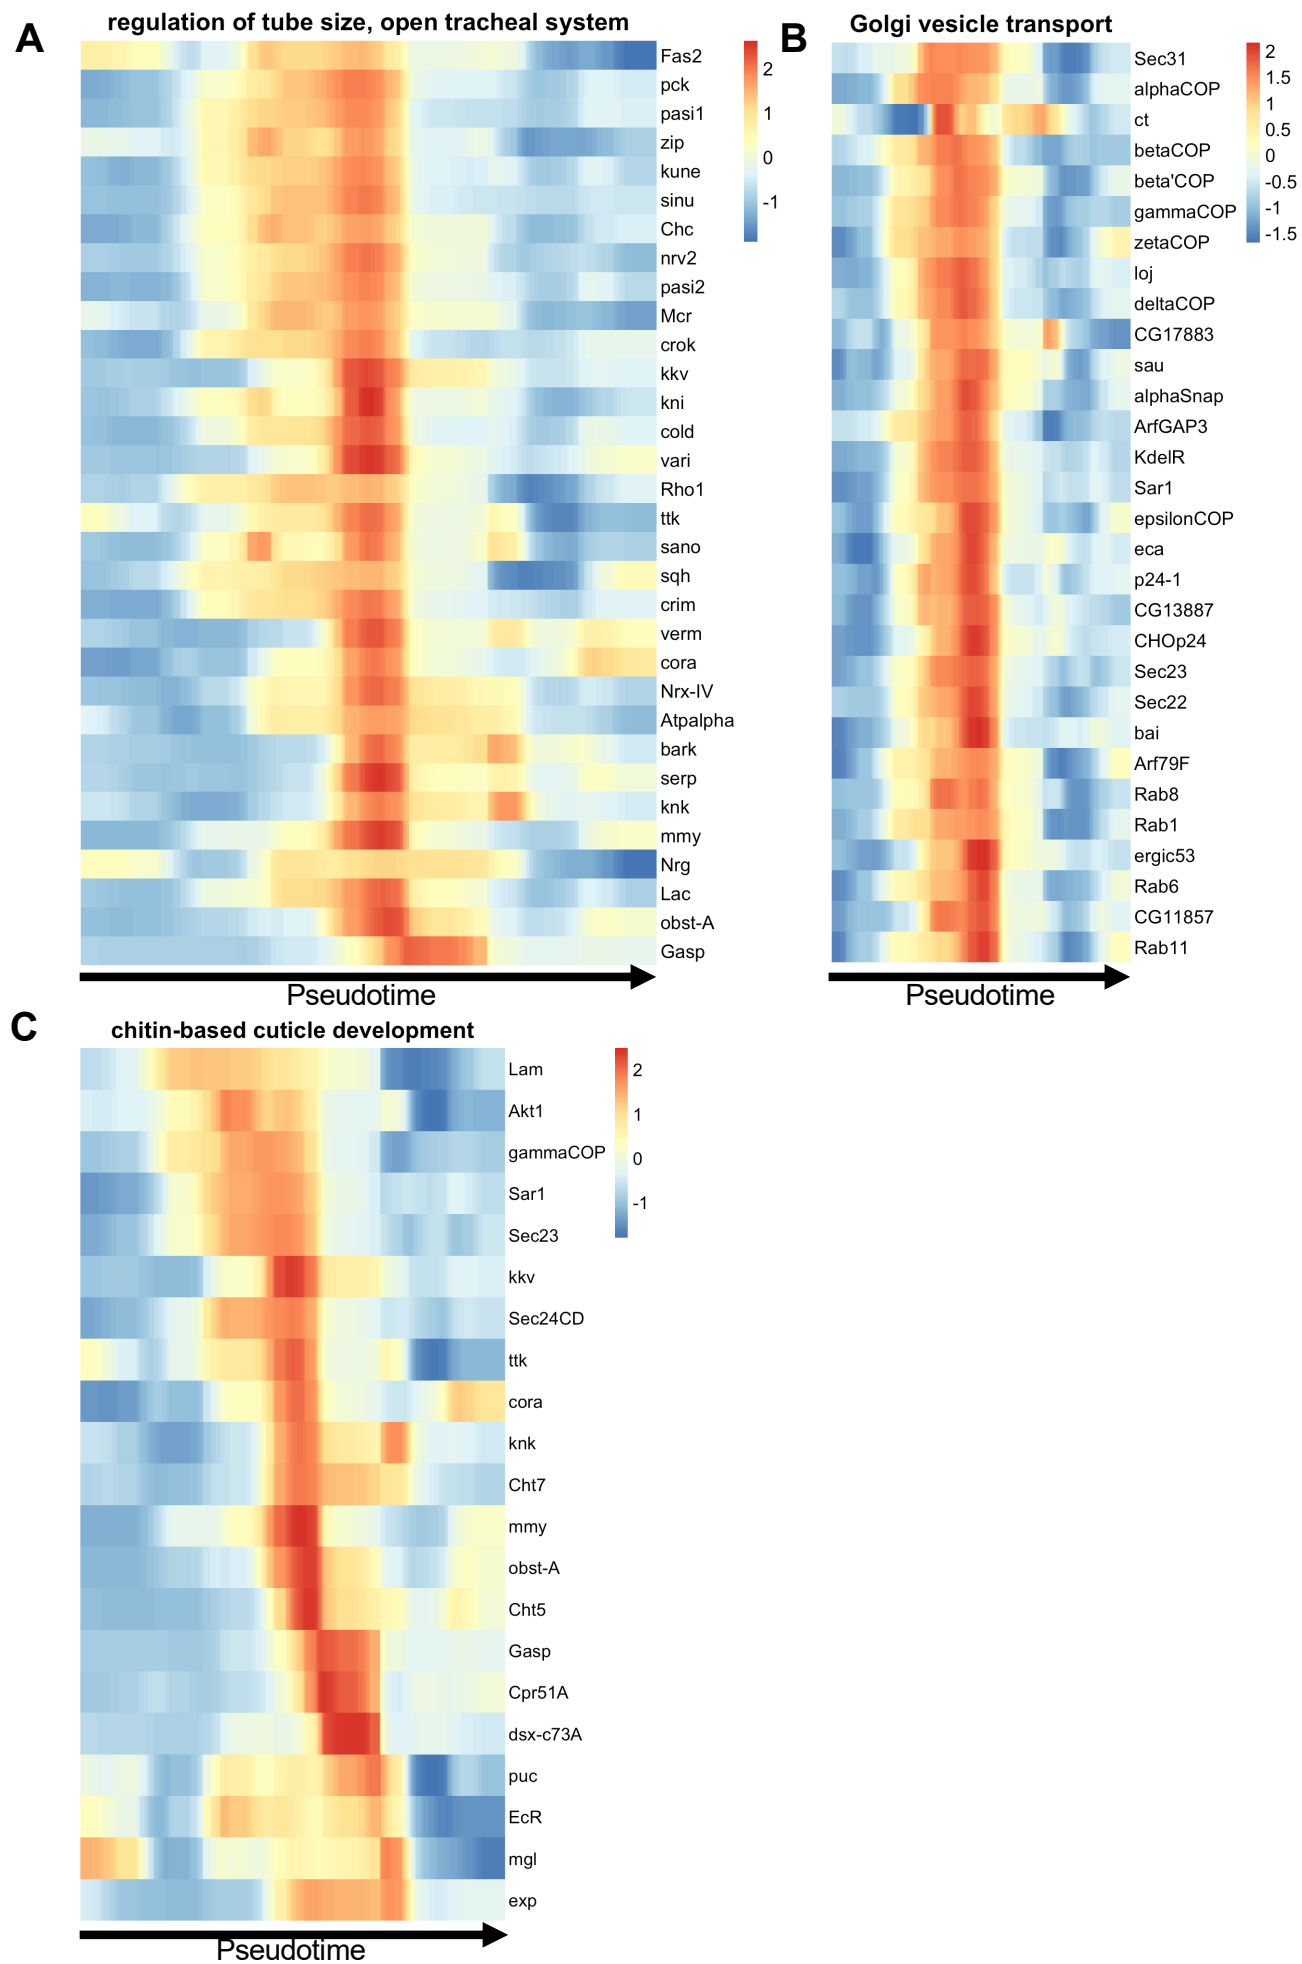 A
regulation of tube size, open tracheal system
Fas2
pck
pasi1
zip
kune
sinu
Chc
nrv2
pasi2
Mcr
crok
kkv
kni
cold
vari
Rho1
ttk
sano
sqh
crim
verm
cora
Nrx-IV
Atpalpha
bark
serp
knk
mmy
Nrg
Lac
obst-A
Gasp
2
1
0
-1
Pseudotime
B
Golgi vesicle transport
Sec31
alphaCOP
ct
betaCOP
beta'COP
gammaCOP
zetaCOP
loj
deltaCOP
CG17883
sau
alphaSnap
ArfGAP3
KdelR
Sar1
epsilonCOP
eca
p24-1
CG13887
CHOp24
Sec23
Sec22
bai
Arf79F
Rab8
Rab1
ergic53
Rab6
CG11857
Rab11
2
1.5
1
0.5
0
-0.5
-1
-1.5
Pseudotime
C
chitin-based cuticle development
Lam
Akt1
gammaCOP
Sar1
Sec23
kkv
Sec24CD
ttk
cora
knk
Cht7
mmy
obst-A
Cht5
Gasp
Cpr51A
dsx-c73A
puc
EcR
mgl
exp
2
1
0
-1
Pseudotime